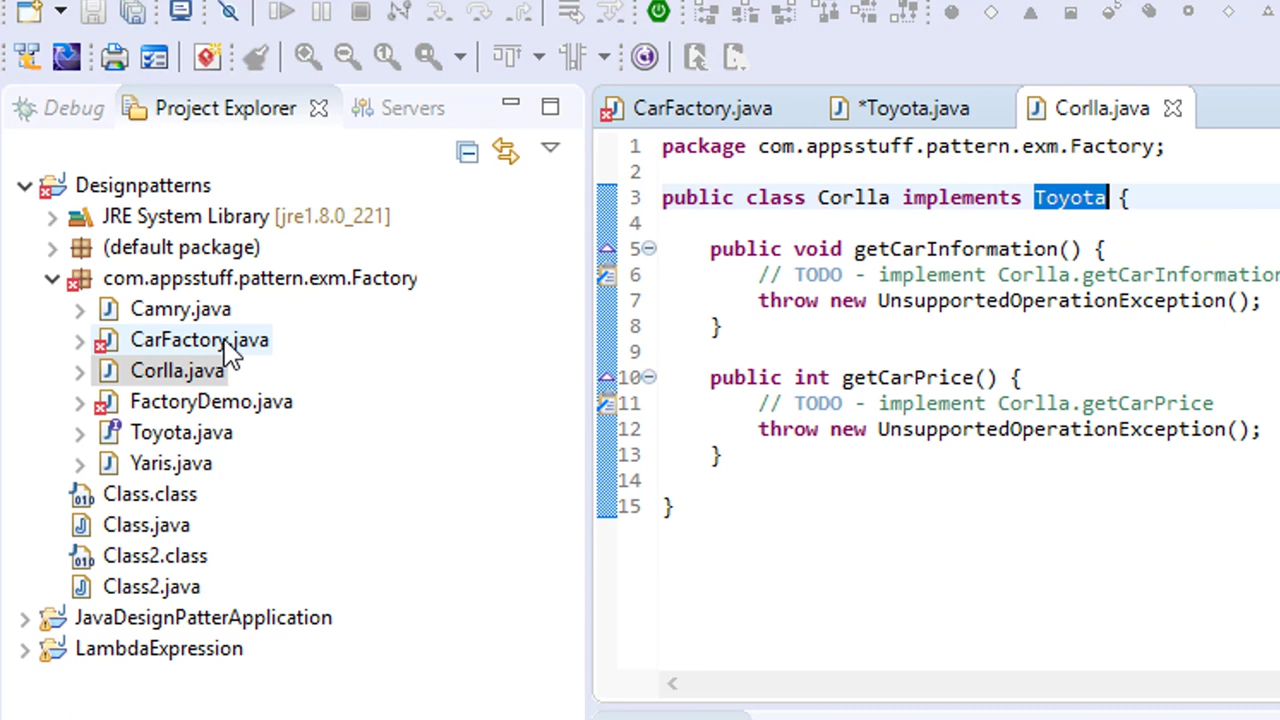 Debug
Project Explorer
Servers
Designpatterns
JRE System Library [jre1.8.0_221]
(default package)
com.appsstuff.pattern.exm.Factory
Camry.java
CarFactory.java
Corlla.java
FactoryDemo.java
Toyota.java
Yaris.java
Class.class
Class.java
Class2.class
Class2.java
JavaDesignPatterApplication
LambdaExpression
CarFactory.java
*Toyota.java
Corlla.java
1 package com.appsstuff.pattern.exm.Factory;
2
3 public class Corlla implements Toyota {
4
5 public void getCarInformation() {
6 // TODO - implement Corlla.getCarInformation
7 throw new UnsupportedOperationException();
8 }
9
10 public int getCarPrice() {
11 // TODO - implement Corlla.getCarPrice
12 throw new UnsupportedOperationException();
13 }
14
15 }